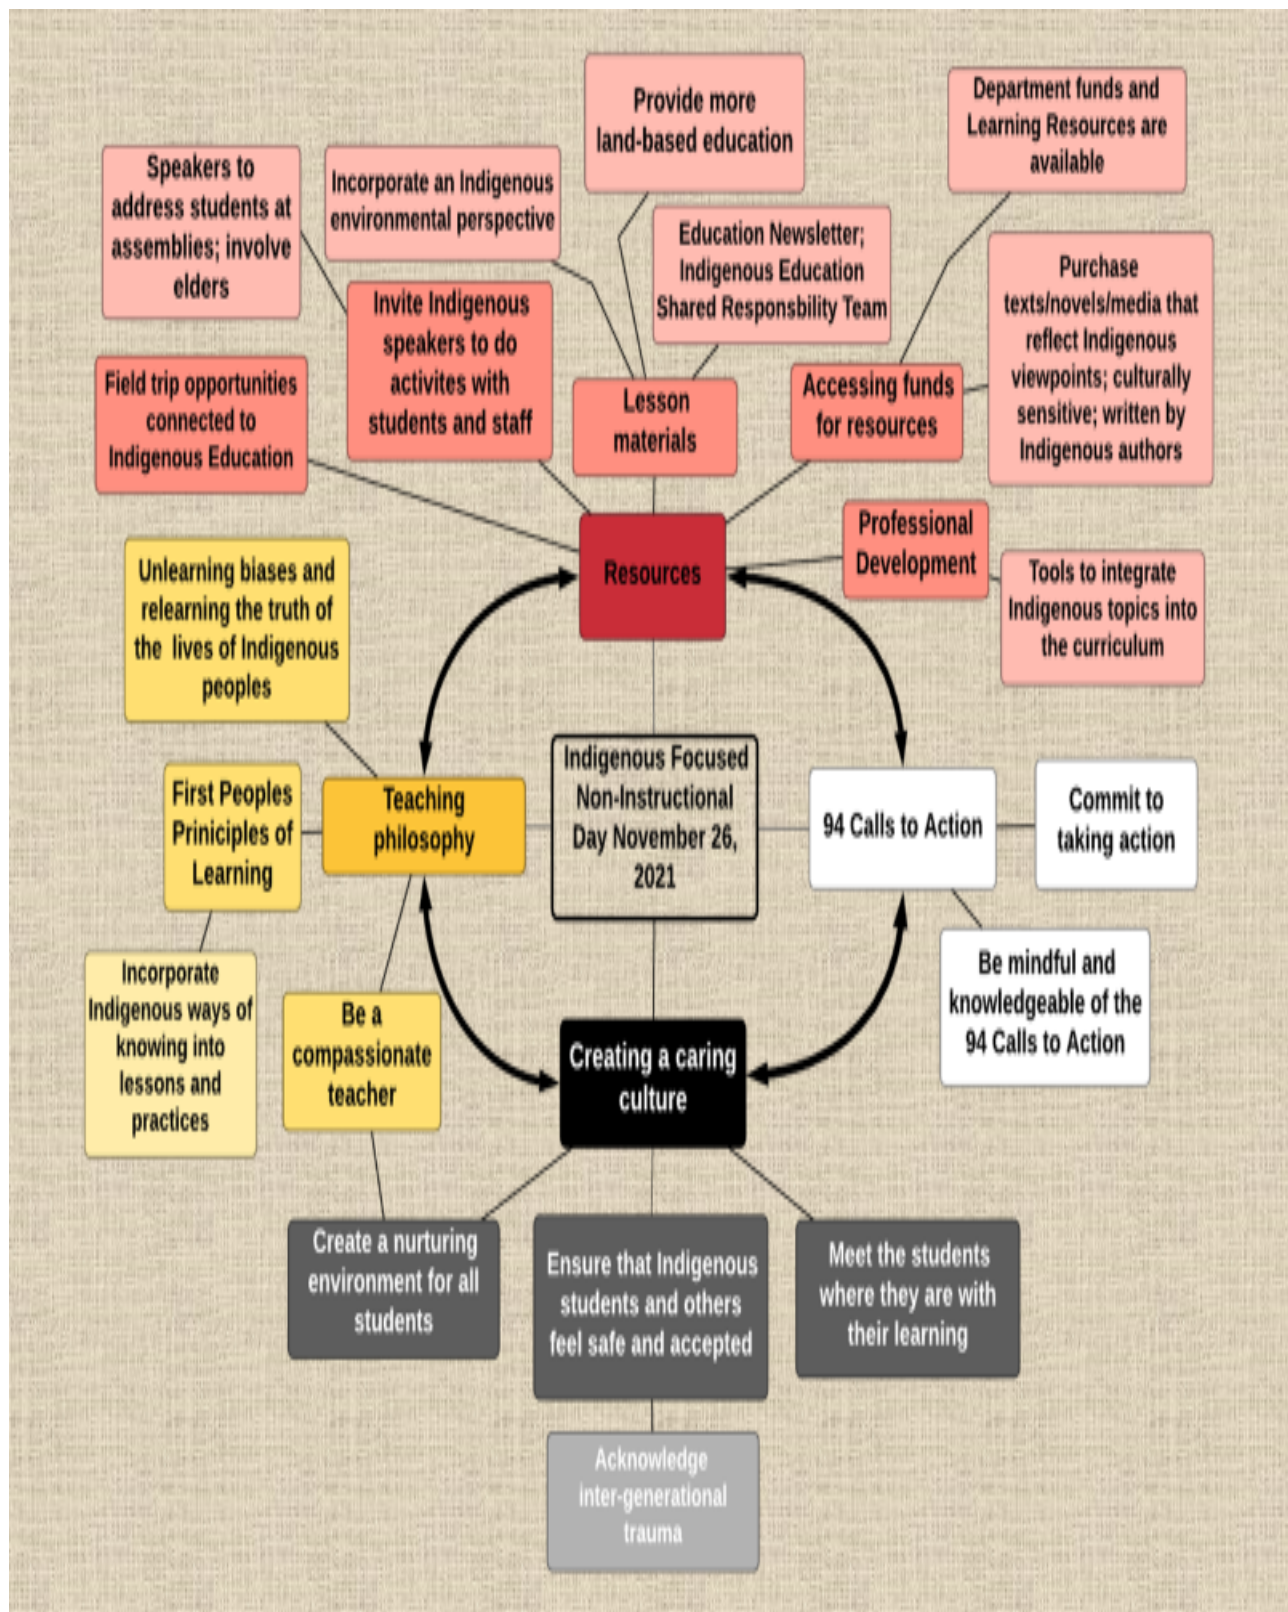 Provide more
land-based education
Department funds and
Learning Resources are
available
Speakers to
address students at
assemblies; involve
elders
Incorporate an Indigenous
environmental perspective
Education Newsletter;
Indigenous Education
Shared Responsbility Team
Purchase
texts/novels/media that
reflect Indigenous
viewpoints; culturally
sensitive; written by
Indigenous authors
Invite Indigenous
speakers to do
activites with
students and staff
Field trip opportunities
connected to
Indigenous Education
Lesson
materials
Accessing funds
for resources
Resources
Professional
Development
Tools to integrate
Indigenous topics into
the curriculum
Unlearning biases and
relearning the truth of
the lives of Indigenous
peoples
First Peoples
Priniciples of
Learning
Teaching
philosophy
Indigenous Focused
Non-Instructional
Day November 26,
2021
94 Calls to Action
Commit to
taking action
Be mindful and
knowledgeable of the
94 Calls to Action
Incorporate
Indigenous ways of
knowing into
lessons and
practices
Be a
compassionate
teacher
Creating a caring
culture
Create a nurturing
environment for all
students
Ensure that Indigenous
students and others
feel safe and accepted
Meet the students
where they are with
their learning
Acknowledge
inter-generational
trauma